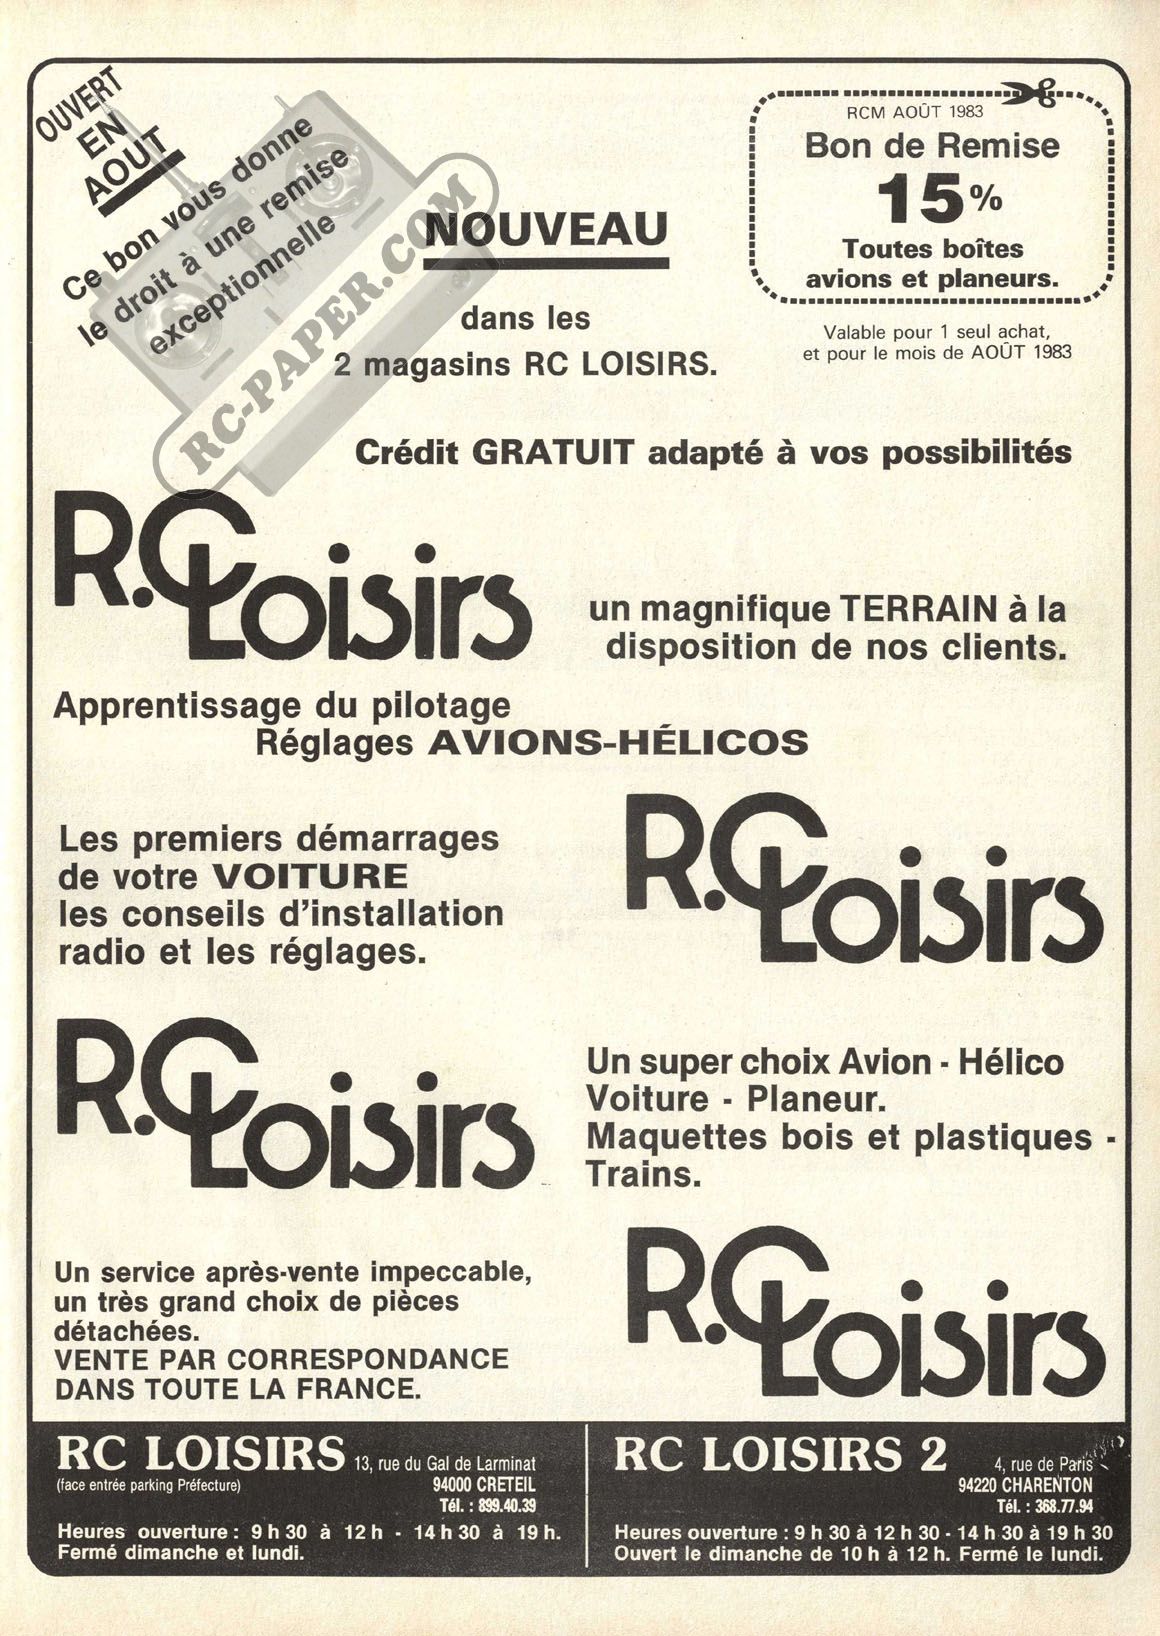 OUVERT
EN
AOUT
Ce bon vous donne
le droit à une remise
exceptionnelle
RC-PAPER.COM
RCM AOÛT 1983
Bon de Remise
15%
Toutes boîtes
avions et planeurs.
Valable pour 1 seul achat,
et pour le mois de AOÛT 1983
NOUVEAU
dans les
2 magasins RC LOISIRS.
Crédit GRATUIT adapté à vos possibilités
R.C Loisirs
un magnifique TERRAIN à la
disposition de nos clients.
Apprentissage du pilotage
Réglages AVIONS-HÉLICOS
Les premiers démarrages
de votre VOITURE
les conseils d'installation
radio et les réglages.
R.C Loisirs
R.C Loisirs
Un super choix Avion - Hélico
Voiture - Planeur.
Maquettes bois et plastiques -
Trains.
Un service après-vente impeccable,
un très grand choix de pièces
détachées.
VENTE PAR CORRESPONDANCE
DANS TOUTE LA FRANCE.
R.C Loisirs
RC LOISIRS 13, rue du Gal de Larminat
(face entrée parking Préfecture) 94000 CRETEIL
Tél. : 899.40.39
Heures ouverture : 9 h 30 à 12 h - 14 h 30 à 19 h.
Fermé dimanche et lundi.
RC LOISIRS 2 4, rue de Paris
94220 CHARENTON
Tél. : 368.77.94
Heures ouverture : 9 h 30 à 12 h 30 - 14 h 30 à 19 h 30
Ouvert le dimanche de 10 h à 12 h. Fermé le lundi.